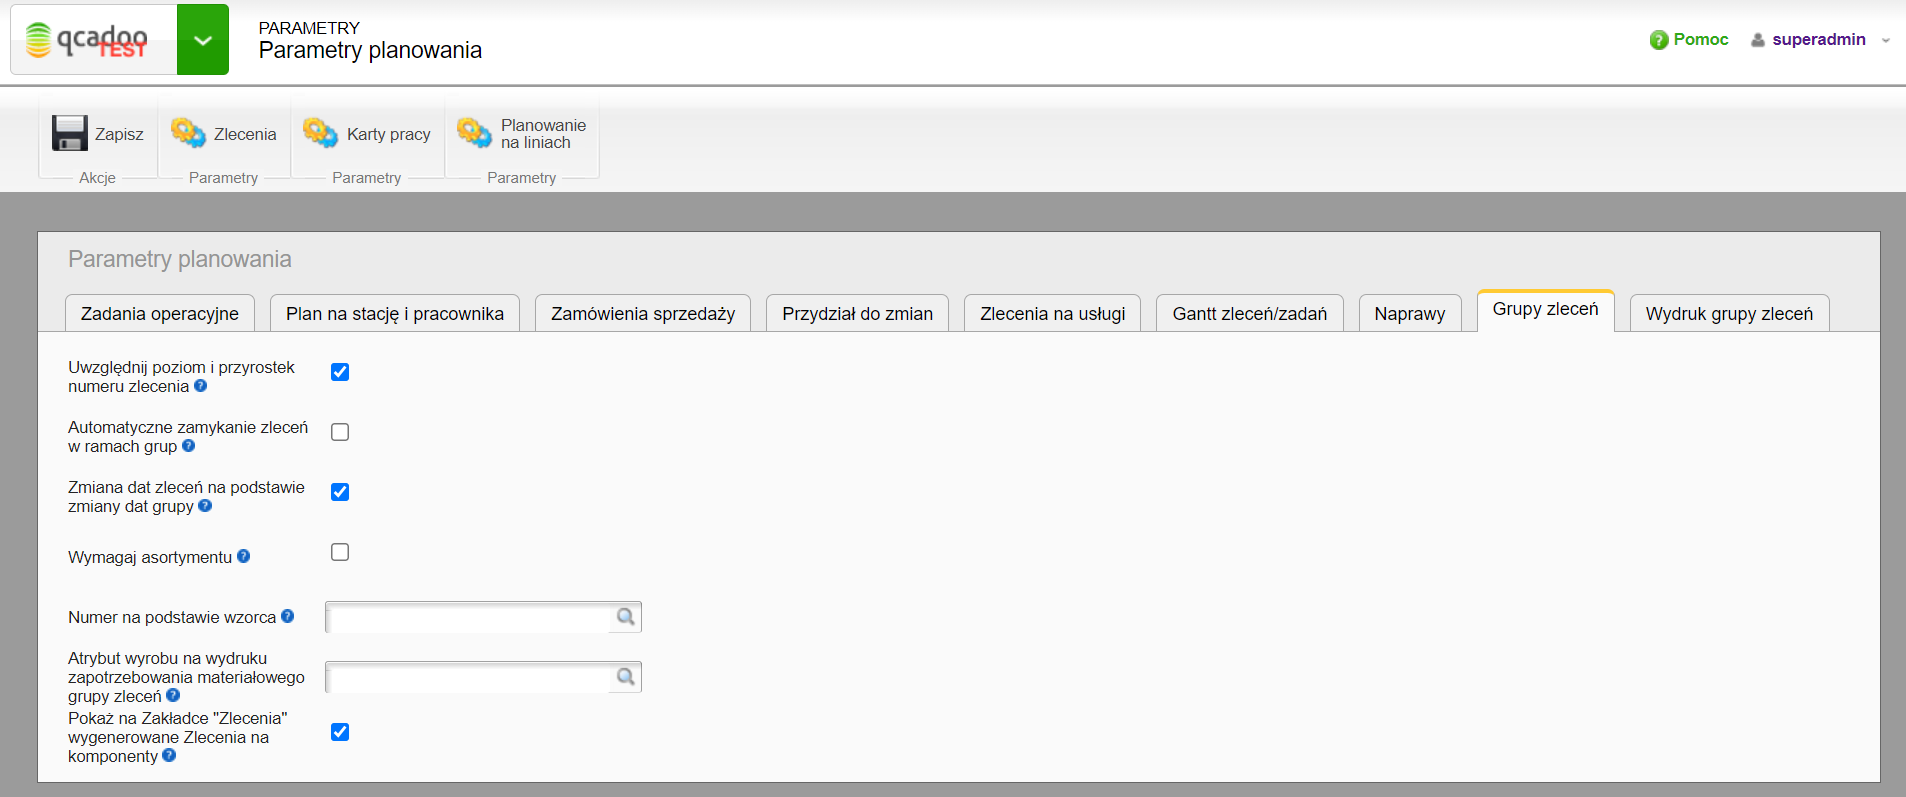 qcadoo
TEST
PARAMETRY
Parametry planowania
Pomoc
superadmin
Zapisz
Zlecenia
Karty pracy
Planowanie
na liniach
Akcje
Parametry
Parametry
Parametry
Parametry planowania
Zadania operacyjne
Plan na stację i pracownika
Zamówienia sprzedaży
Przydział do zmian
Zlecenia na usługi
Gantt zleceń/zadań
Naprawy
Grupy zleceń
Wydruk grupy zleceń
Uwzględnij poziom i przyrostek
numeru zlecenia
Automatyczne zamykanie zleceń
w ramach grup
Zmiana dat zleceń na podstawie
zmiany dat grupy
Wymagaj asortymentu
Numer na podstawie wzorca
Atrybut wyrobu na wydruku
zapotrzebowania materiałowego
grupy zleceń
Pokaż na Zakładce "Zlecenia"
wygenerowane Zlecenia na
komponenty